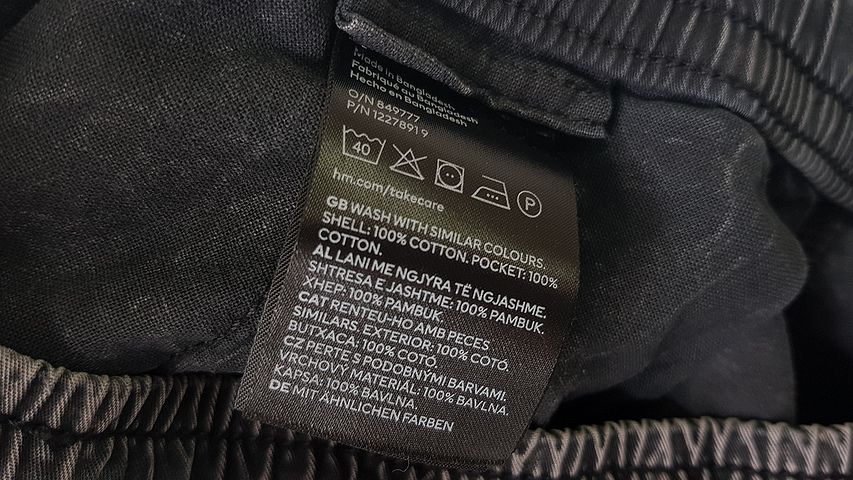 Made in Bangladesh
Fabriqué au Bangladesh
Hecho en Bangladesh
O/N 849777
P/N 1227891 9
40
P
hm.com/takecare
GB WASH WITH SIMILAR COLOURS.
SHELL: 100% COTTON. POCKET: 100%
COTTON.
AL LANI ME NGJYRA TË NGJASHME.
SHTRESA E JASHTME: 100% PAMBUK.
XHEP: 100% PAMBUK.
CAT RENTEU-HO AMB PECES
SIMILARS. EXTERIOR: 100% COTÓ.
BUTXACA: 100% COTÓ.
CZ PERTE S PODOBNÝMI BARVAMI.
VRCHOVÝ MATERIÁL: 100% BAVLNA.
KAPSA: 100% BAVLNA.
DE MIT ÄHNLICHEN FARBEN